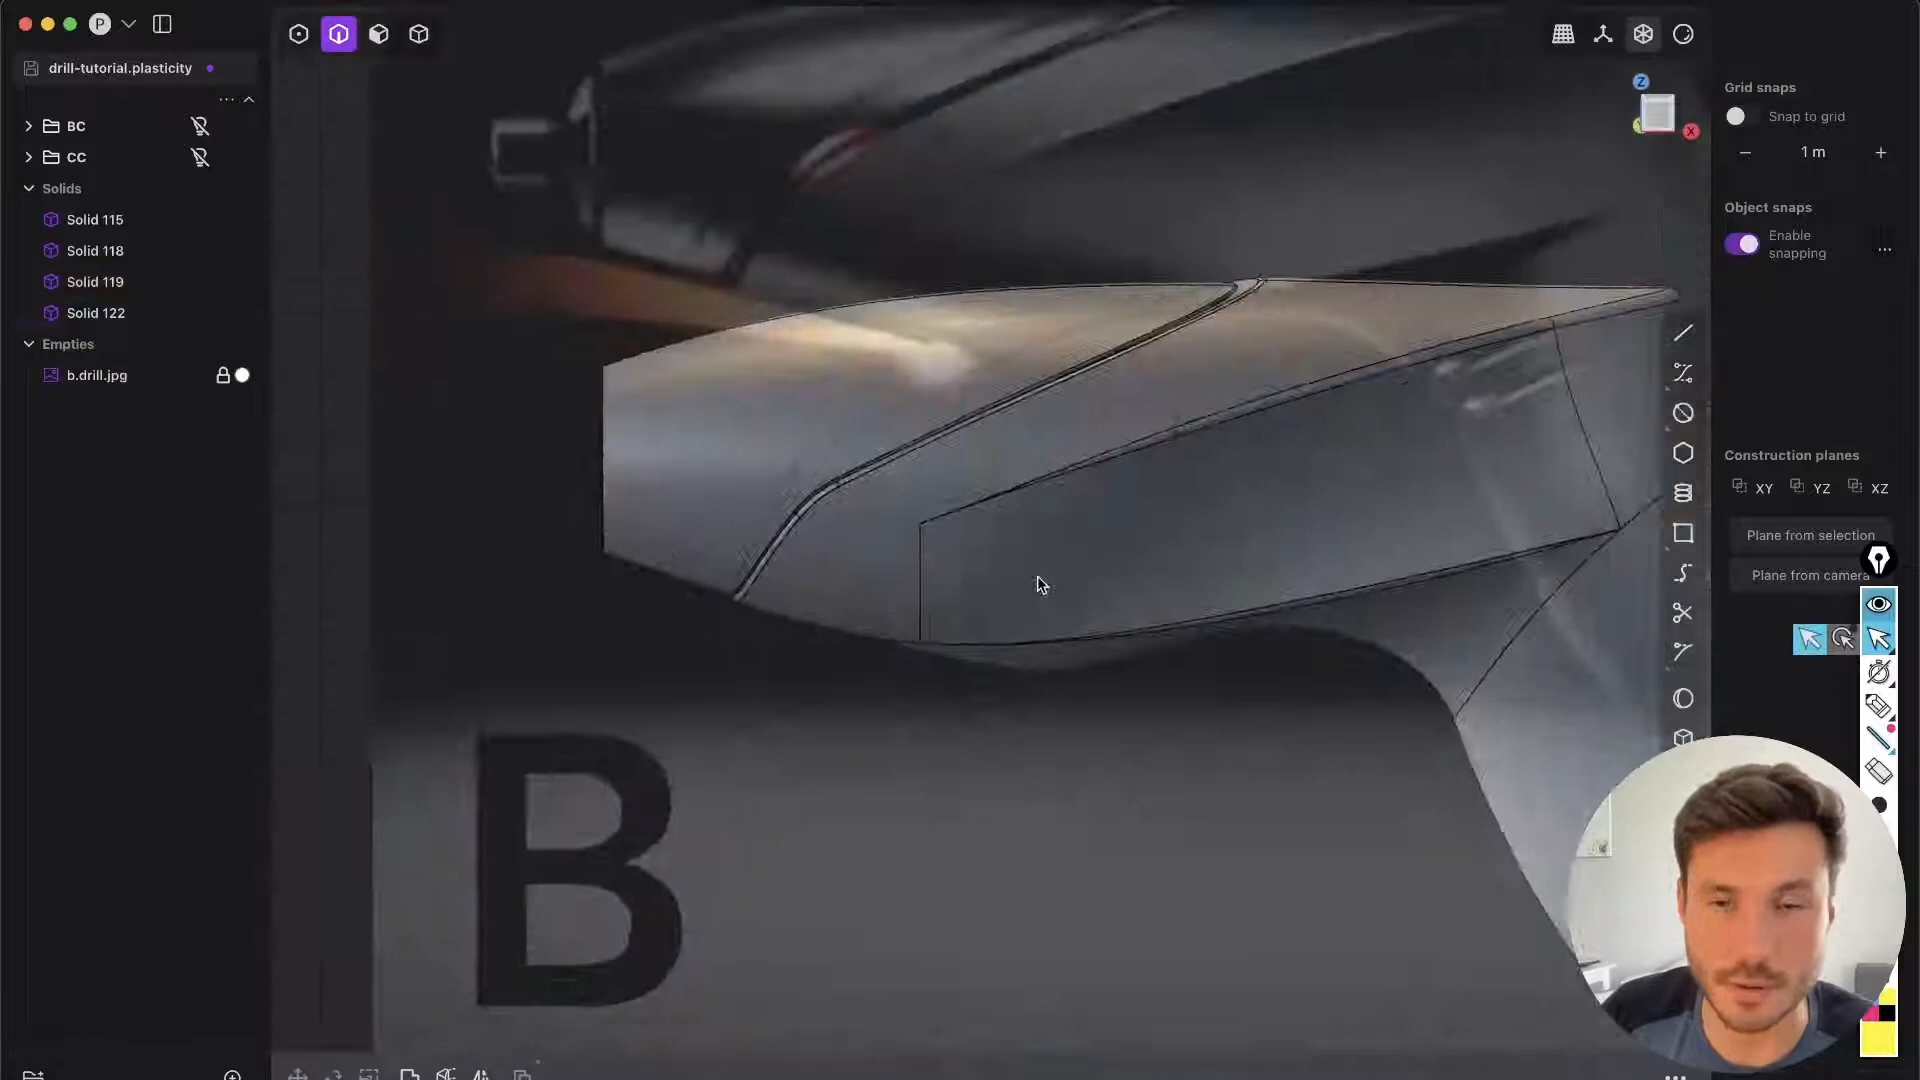 P
drill-tutorial.plasticity
BC
CC
Solids
Solid 115
Solid 118
Solid 119
Solid 122
Empties
b.drill.jpg
B
Z
X
Grid snaps
Snap to grid
1 m
Object snaps
Enable
snapping
Construction planes
XY YZ XZ
Plane from selection
Plane from camera